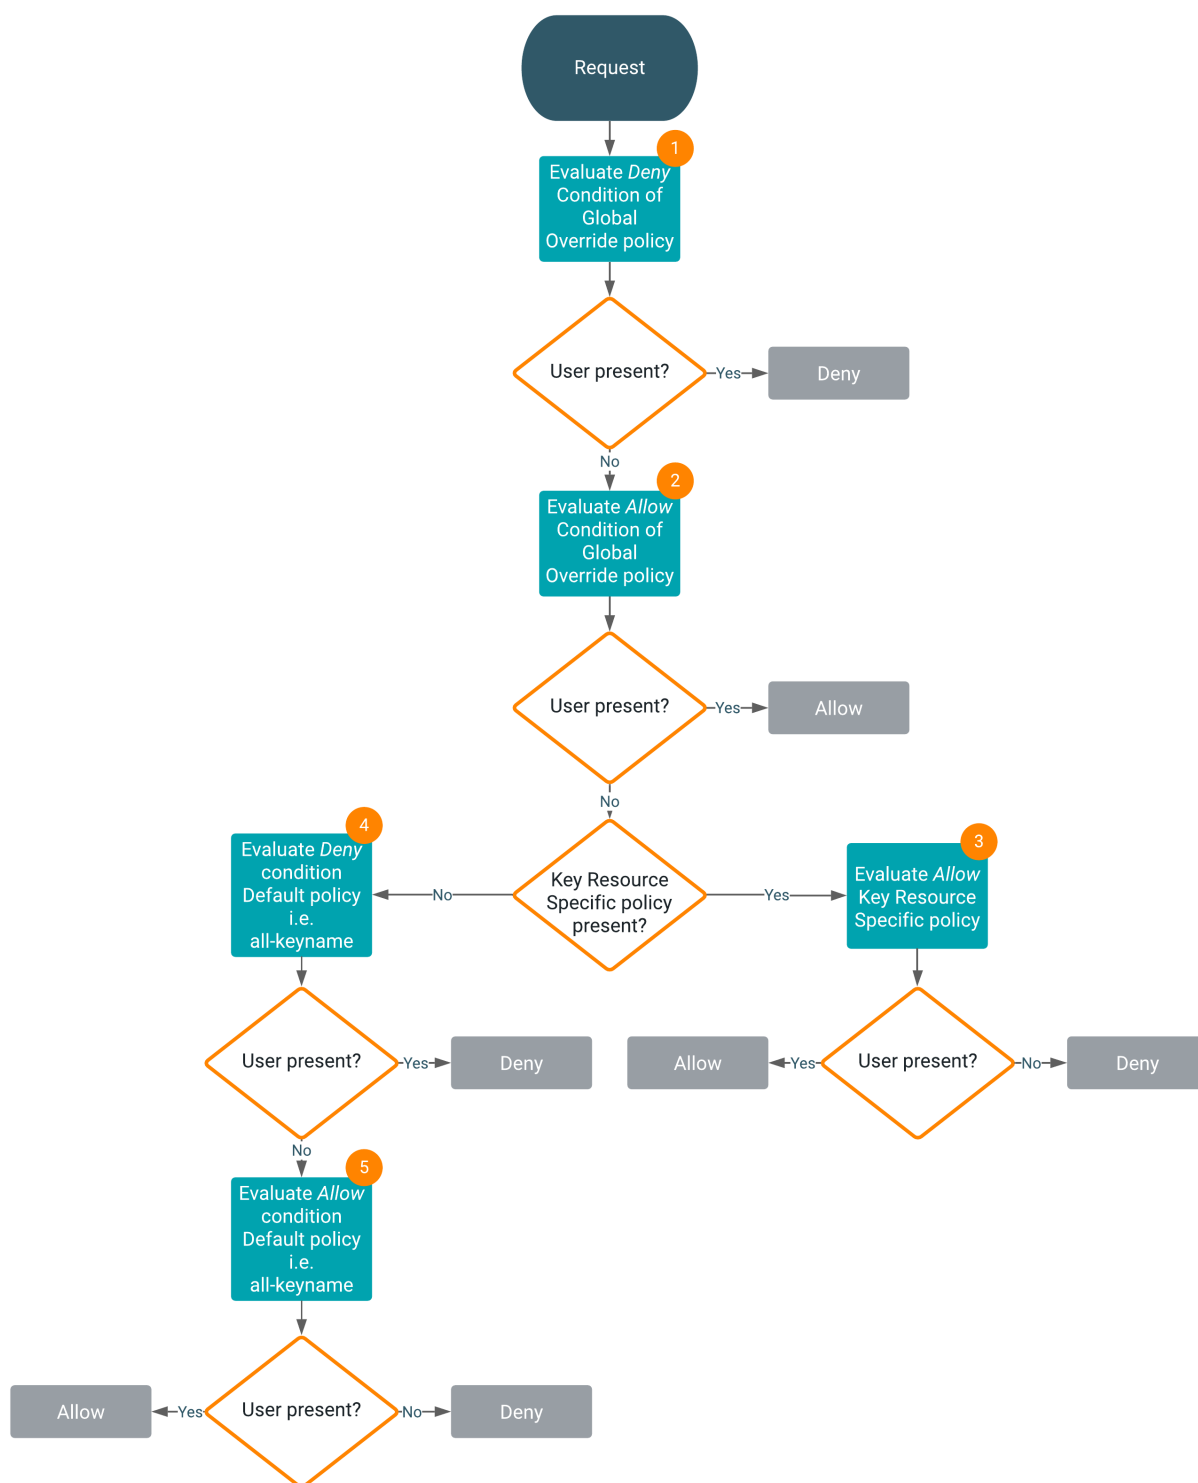 Request
1
Evaluate Deny
Condition of
Global
Override policy
User present?
Yes
Deny
No
2
Evaluate Allow
Condition of
Global
Override policy
User present?
Yes
Allow
No
Key Resource
Specific policy
present?
Yes
3
Evaluate Allow
Key Resource
Specific policy
User present?
Yes
Allow
No
Deny
No
4
Evaluate Deny
condition
Default policy
i.e.
all-keyname
User present?
Yes
Deny
No
5
Evaluate Allow
condition
Default policy
i.e.
all-keyname
User present?
Yes
Allow
No
Deny